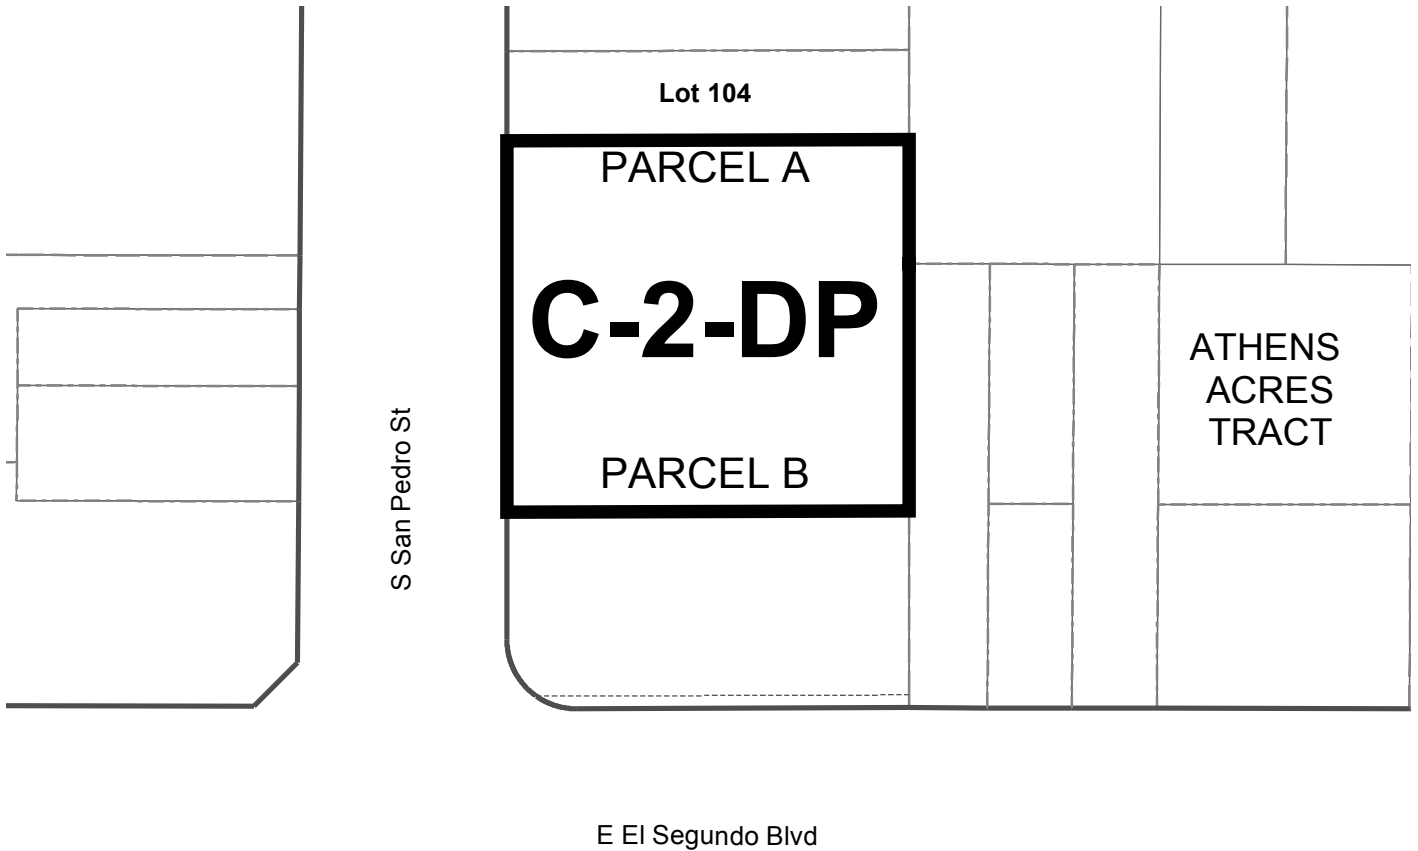 Lot 104
PARCEL A
C-2-DP
ATHENS
ACRES
TRACT
PARCEL B
S San Pedro St
E El Segundo Blvd